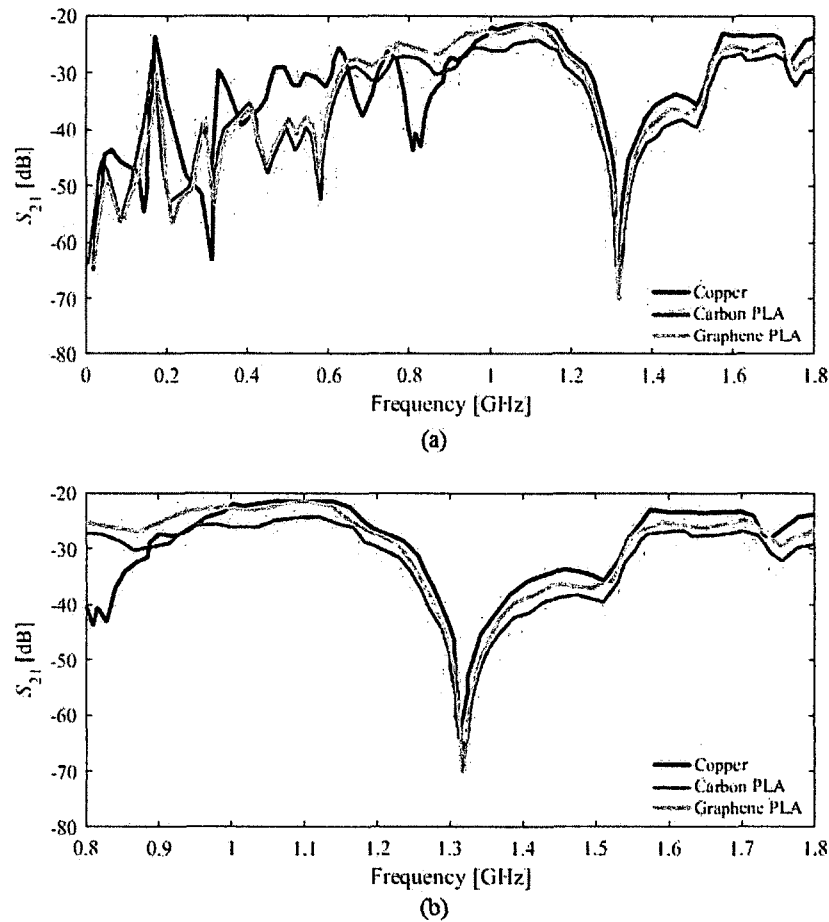 -20
-30
-40
-50
-60
-70
-80
S21 [dB]
Copper
Carbon PLA
Graphene PLA
0 0.2 0.4 0.6 0.8 1 1.2 1.4 1.6 1.8
Frequency [GHz]
(a)
-20
-30
-40
-50
-60
-70
-80
S21 [dB]
Copper
Carbon PLA
Graphene PLA
0.8 0.9 1 1.1 1.2 1.3 1.4 1.5 1.6 1.7 1.8
Frequency [GHz]
(b)